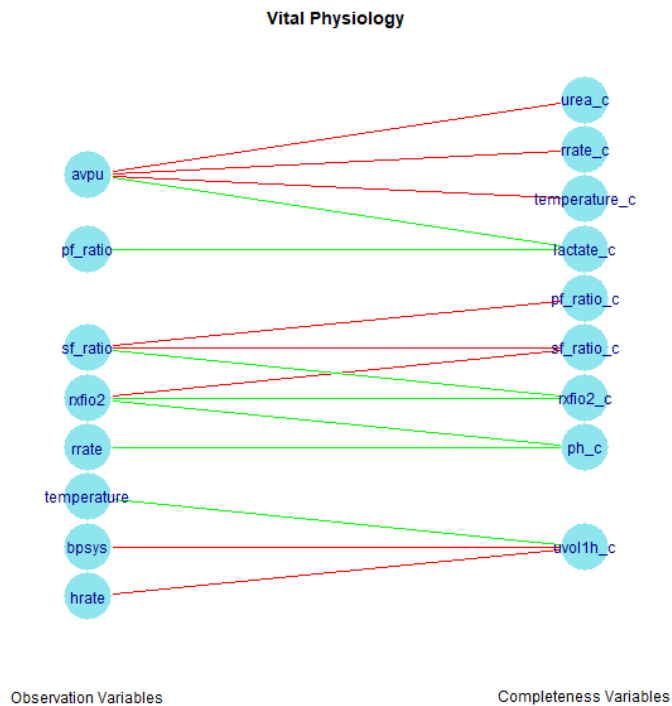 Vital Physiology
urea_c
rrate_c
avpu
temperature_c
pf_ratio
lactate_c
pf_ratio_c
sf_ratio
sf_ratio_c
rxfio2
rxfio2_c
rrate
ph_c
temperature
bpsys
uvol1h_c
hrate
Observation Variables
Completeness Variables